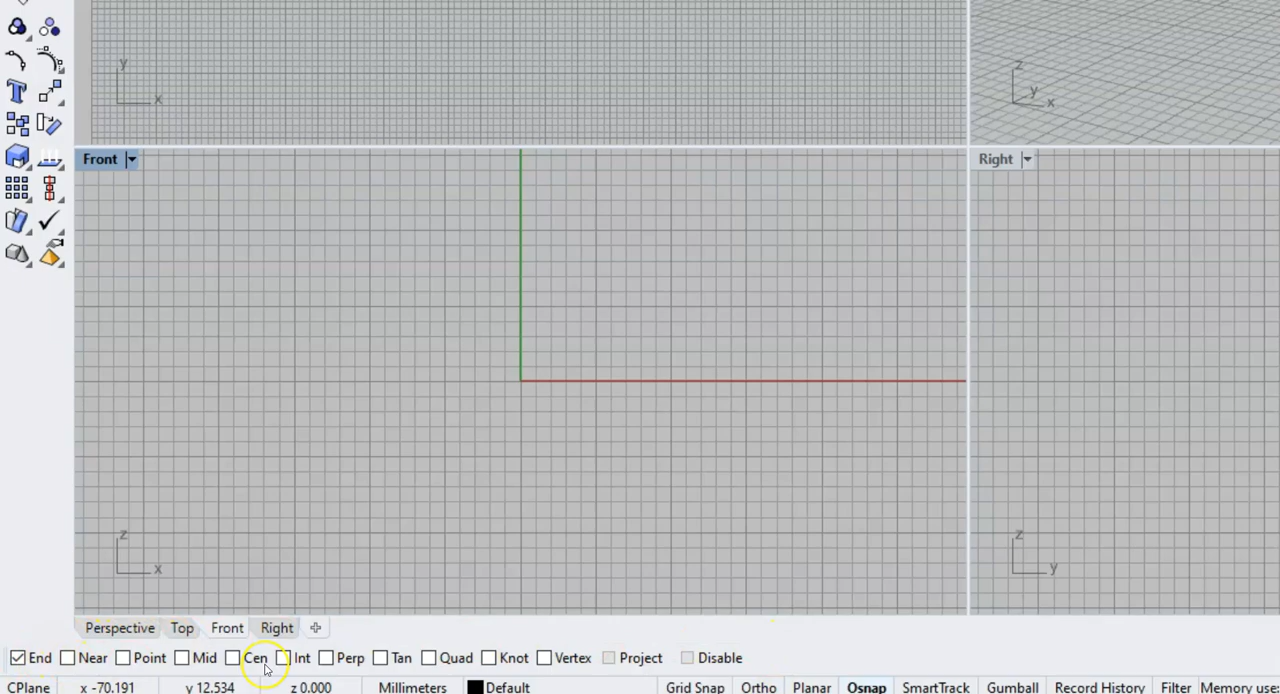 y
x
z
y
x
Front
Right
z
x
z
y
Perspective Top Front Right
End Near Point Mid Cen Int Perp Tan Quad Knot Vertex Project Disable
CPlane x -70.191 y 12.534 z 0.000 Millimeters Default Grid Snap Ortho Planar Osnap SmartTrack Gumball Record History Filter Memory use: